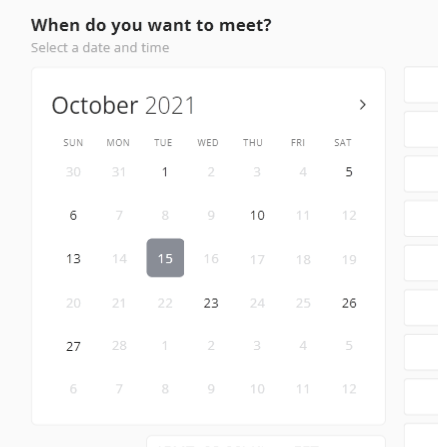 When do you want to meet?
Select a date and time
October 2021
SUN MON TUE WED THU FRI SAT
30 31 1 2 3 4 5
6 7 8 9 10 11 12
13 14 15 16 17 18 19
20 21 22 23 24 25 26
27 28 1 2 3 4 5
6 7 8 9 10 11 12